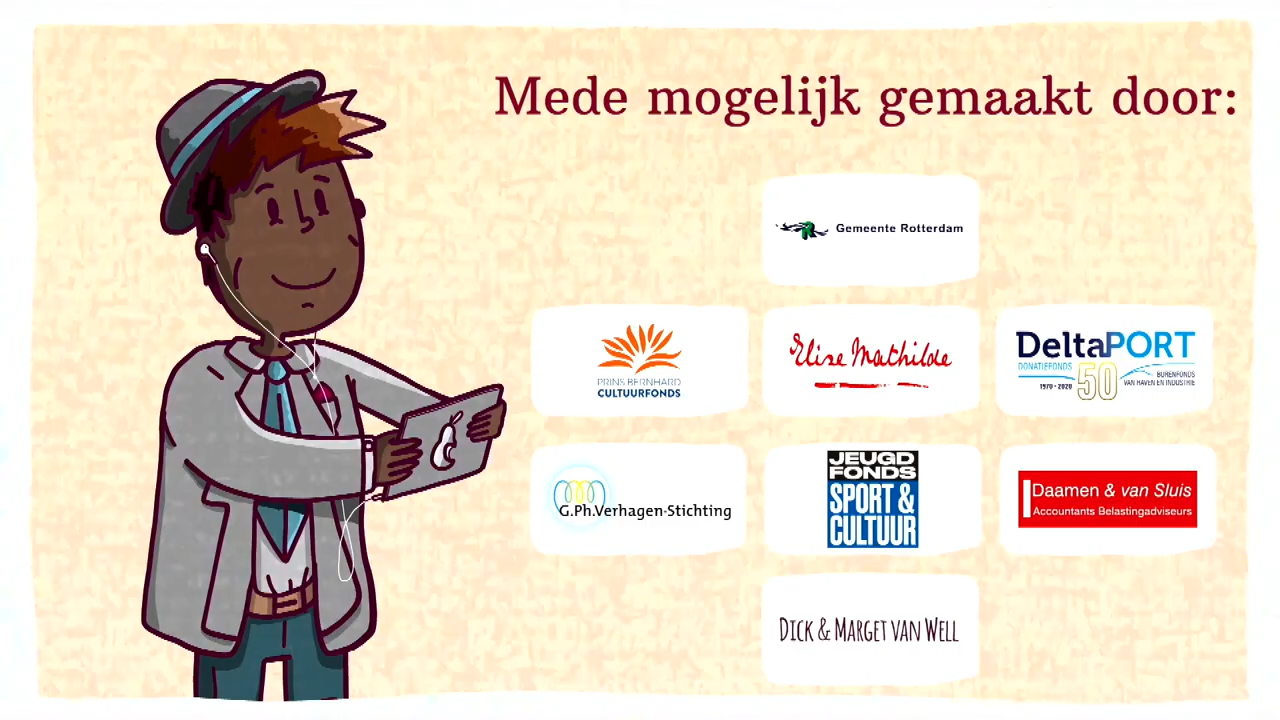 Mede mogelijk gemaakt door:
Gemeente Rotterdam
PRINS BERNHARD
CULTUURFONDS
Elise Mathilde
DeltaPORT
DONATIEFONDS
50
1970 - 2020
BURENFONDS
VAN HAVEN EN INDUSTRIE
G.Ph.Verhagen-Stichting
JEUGD
FONDS
SPORT &
CULTUUR
Daamen & van Sluis
Accountants Belastingadviseurs
DICK & MARGET VAN WELL